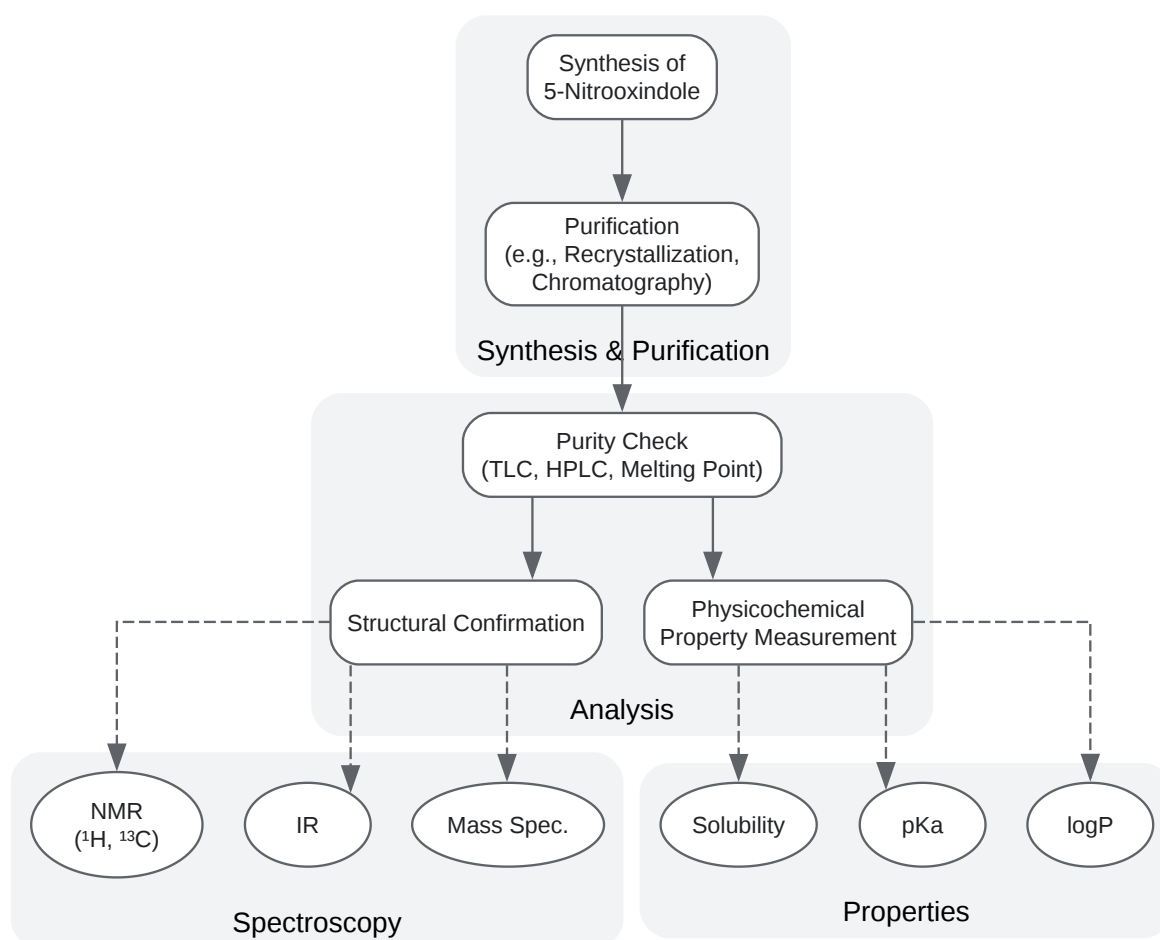 Synthesis of
5-Nitrooxindole
Purification
(e.g., Recrystallization,
Chromatography)
Synthesis & Purification
Purity Check
(TLC, HPLC, Melting Point)
Structural Confirmation
Physicochemical
Property Measurement
Analysis
NMR
(¹H, ¹³C)
IR
Mass Spec.
Solubility
pKa
logP
Spectroscopy
Properties